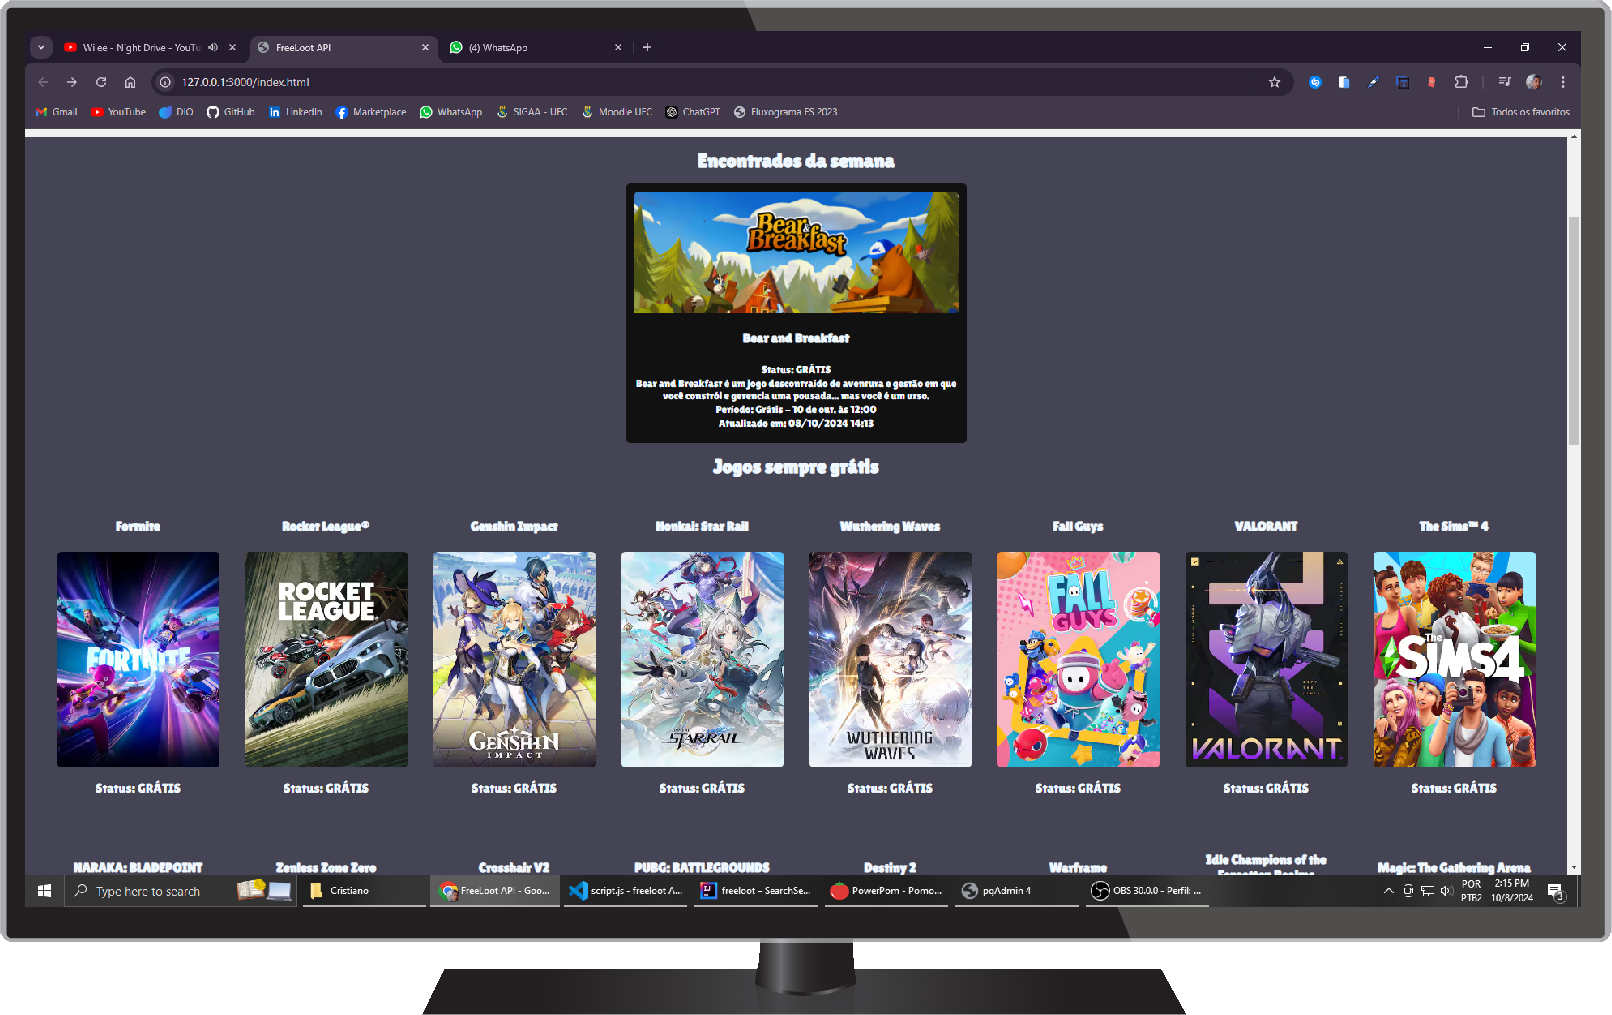 Wilee - Night Drive - YouTu
FreeLoot API
(4) WhatsApp
127.0.0.1:3000/index.html
Gmail
YouTube
DIO
GitHub
LinkedIn
Marketplace
WhatsApp
SIGAA - UFC
Moodle UFC
ChatGPT
Fluxograma ES 2023
Todos os favoritos
Encontrados da semana
Bear & Breakfast
Bear and Breakfast
Status: GRÁTIS
Bear and Breakfast é um jogo descontraído de aventura e gestão em que
você constrói e gerencia uma pousada... mas você é um urso.
Período: Grátis - 10 de out. às 12:00
Atualizado em: 08/10/2024 14:13
Jogos sempre grátis
Fortnite
Rocket League®
Genshin Impact
Honkai: Star Rail
Wuthering Waves
Fall Guys
VALORANT
The Sims™ 4
FORTNITE
ROCKET
LEAGUE
GENSHIN
IMPACT
STAR RAIL
WUTHERING
WAVES
FALL
GUYS
VALORANT
The
SIMS4
Status: GRÁTIS
Status: GRÁTIS
Status: GRÁTIS
Status: GRÁTIS
Status: GRÁTIS
Status: GRÁTIS
Status: GRÁTIS
Status: GRÁTIS
NARAKA: BLADEPOINT
Zenless Zone Zero
Crosshair V2
PUBG: BATTLEGROUNDS
Destiny 2
Warframe
Idle Champions of the
Forgotten Realms
Magic: The Gathering Arena
Type here to search
Cristiano
FreeLoot API - Goo...
script.js - freeloot A...
freeloot – SearchSe...
PowerPom - Pomo...
pgAdmin 4
OBS 30.0.0 - Perfil: ...
POR
PTB2
2:15 PM
10/8/2024
3